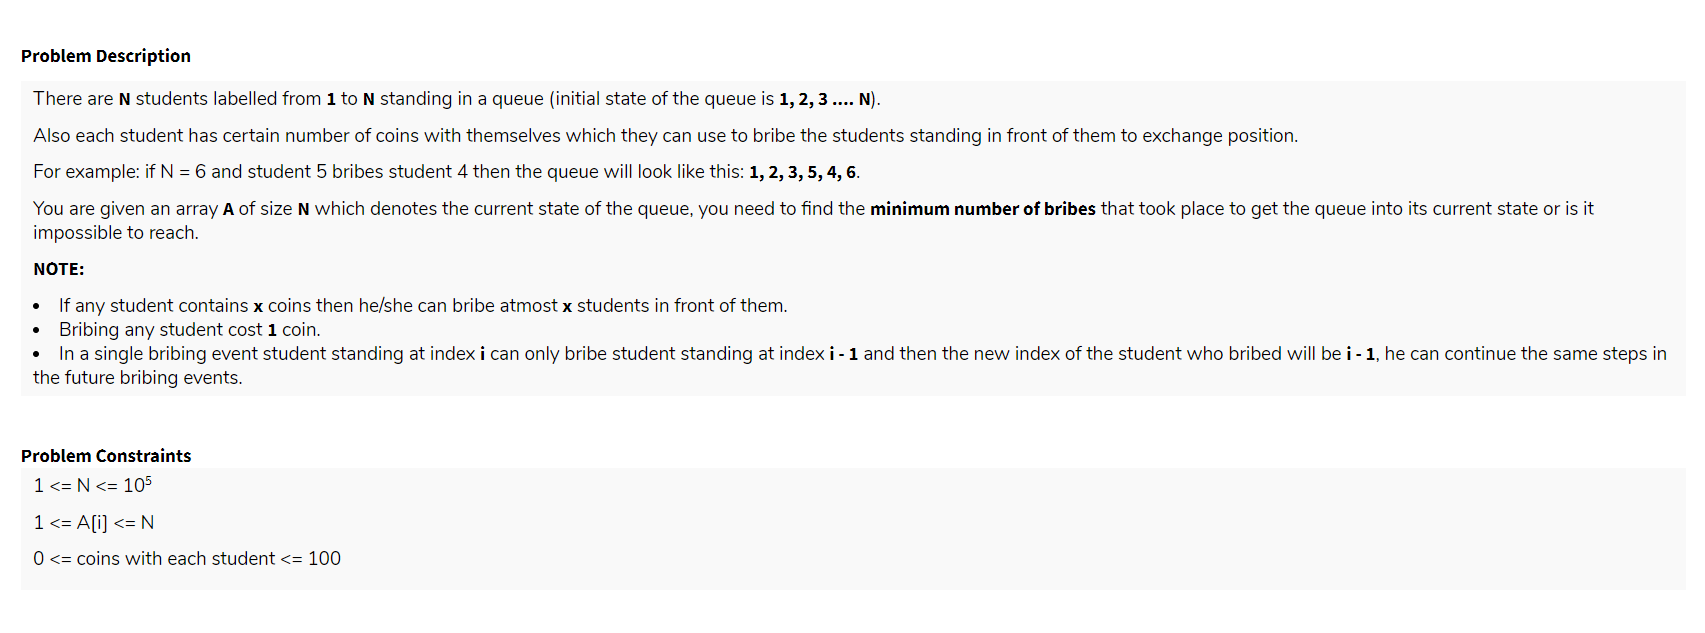 Problem Description
There are N students labelled from 1 to N standing in a queue (initial state of the queue is 1, 2, 3 .... N).
Also each student has certain number of coins with themselves which they can use to bribe the students standing in front of them to exchange position.
For example: if N = 6 and student 5 bribes student 4 then the queue will look like this: 1, 2, 3, 5, 4, 6.
You are given an array A of size N which denotes the current state of the queue, you need to find the minimum number of bribes that took place to get the queue into its current state or is it
impossible to reach.
NOTE:
• If any student contains x coins then he/she can bribe atmost x students in front of them.
• Bribing any student cost 1 coin.
• In a single bribing event student standing at index i can only bribe student standing at index i - 1 and then the new index of the student who bribed will be i - 1, he can continue the same steps in
the future bribing events.
Problem Constraints
1 <= N <= 10⁵
1 <= A[i] <= N
0 <= coins with each student <= 100